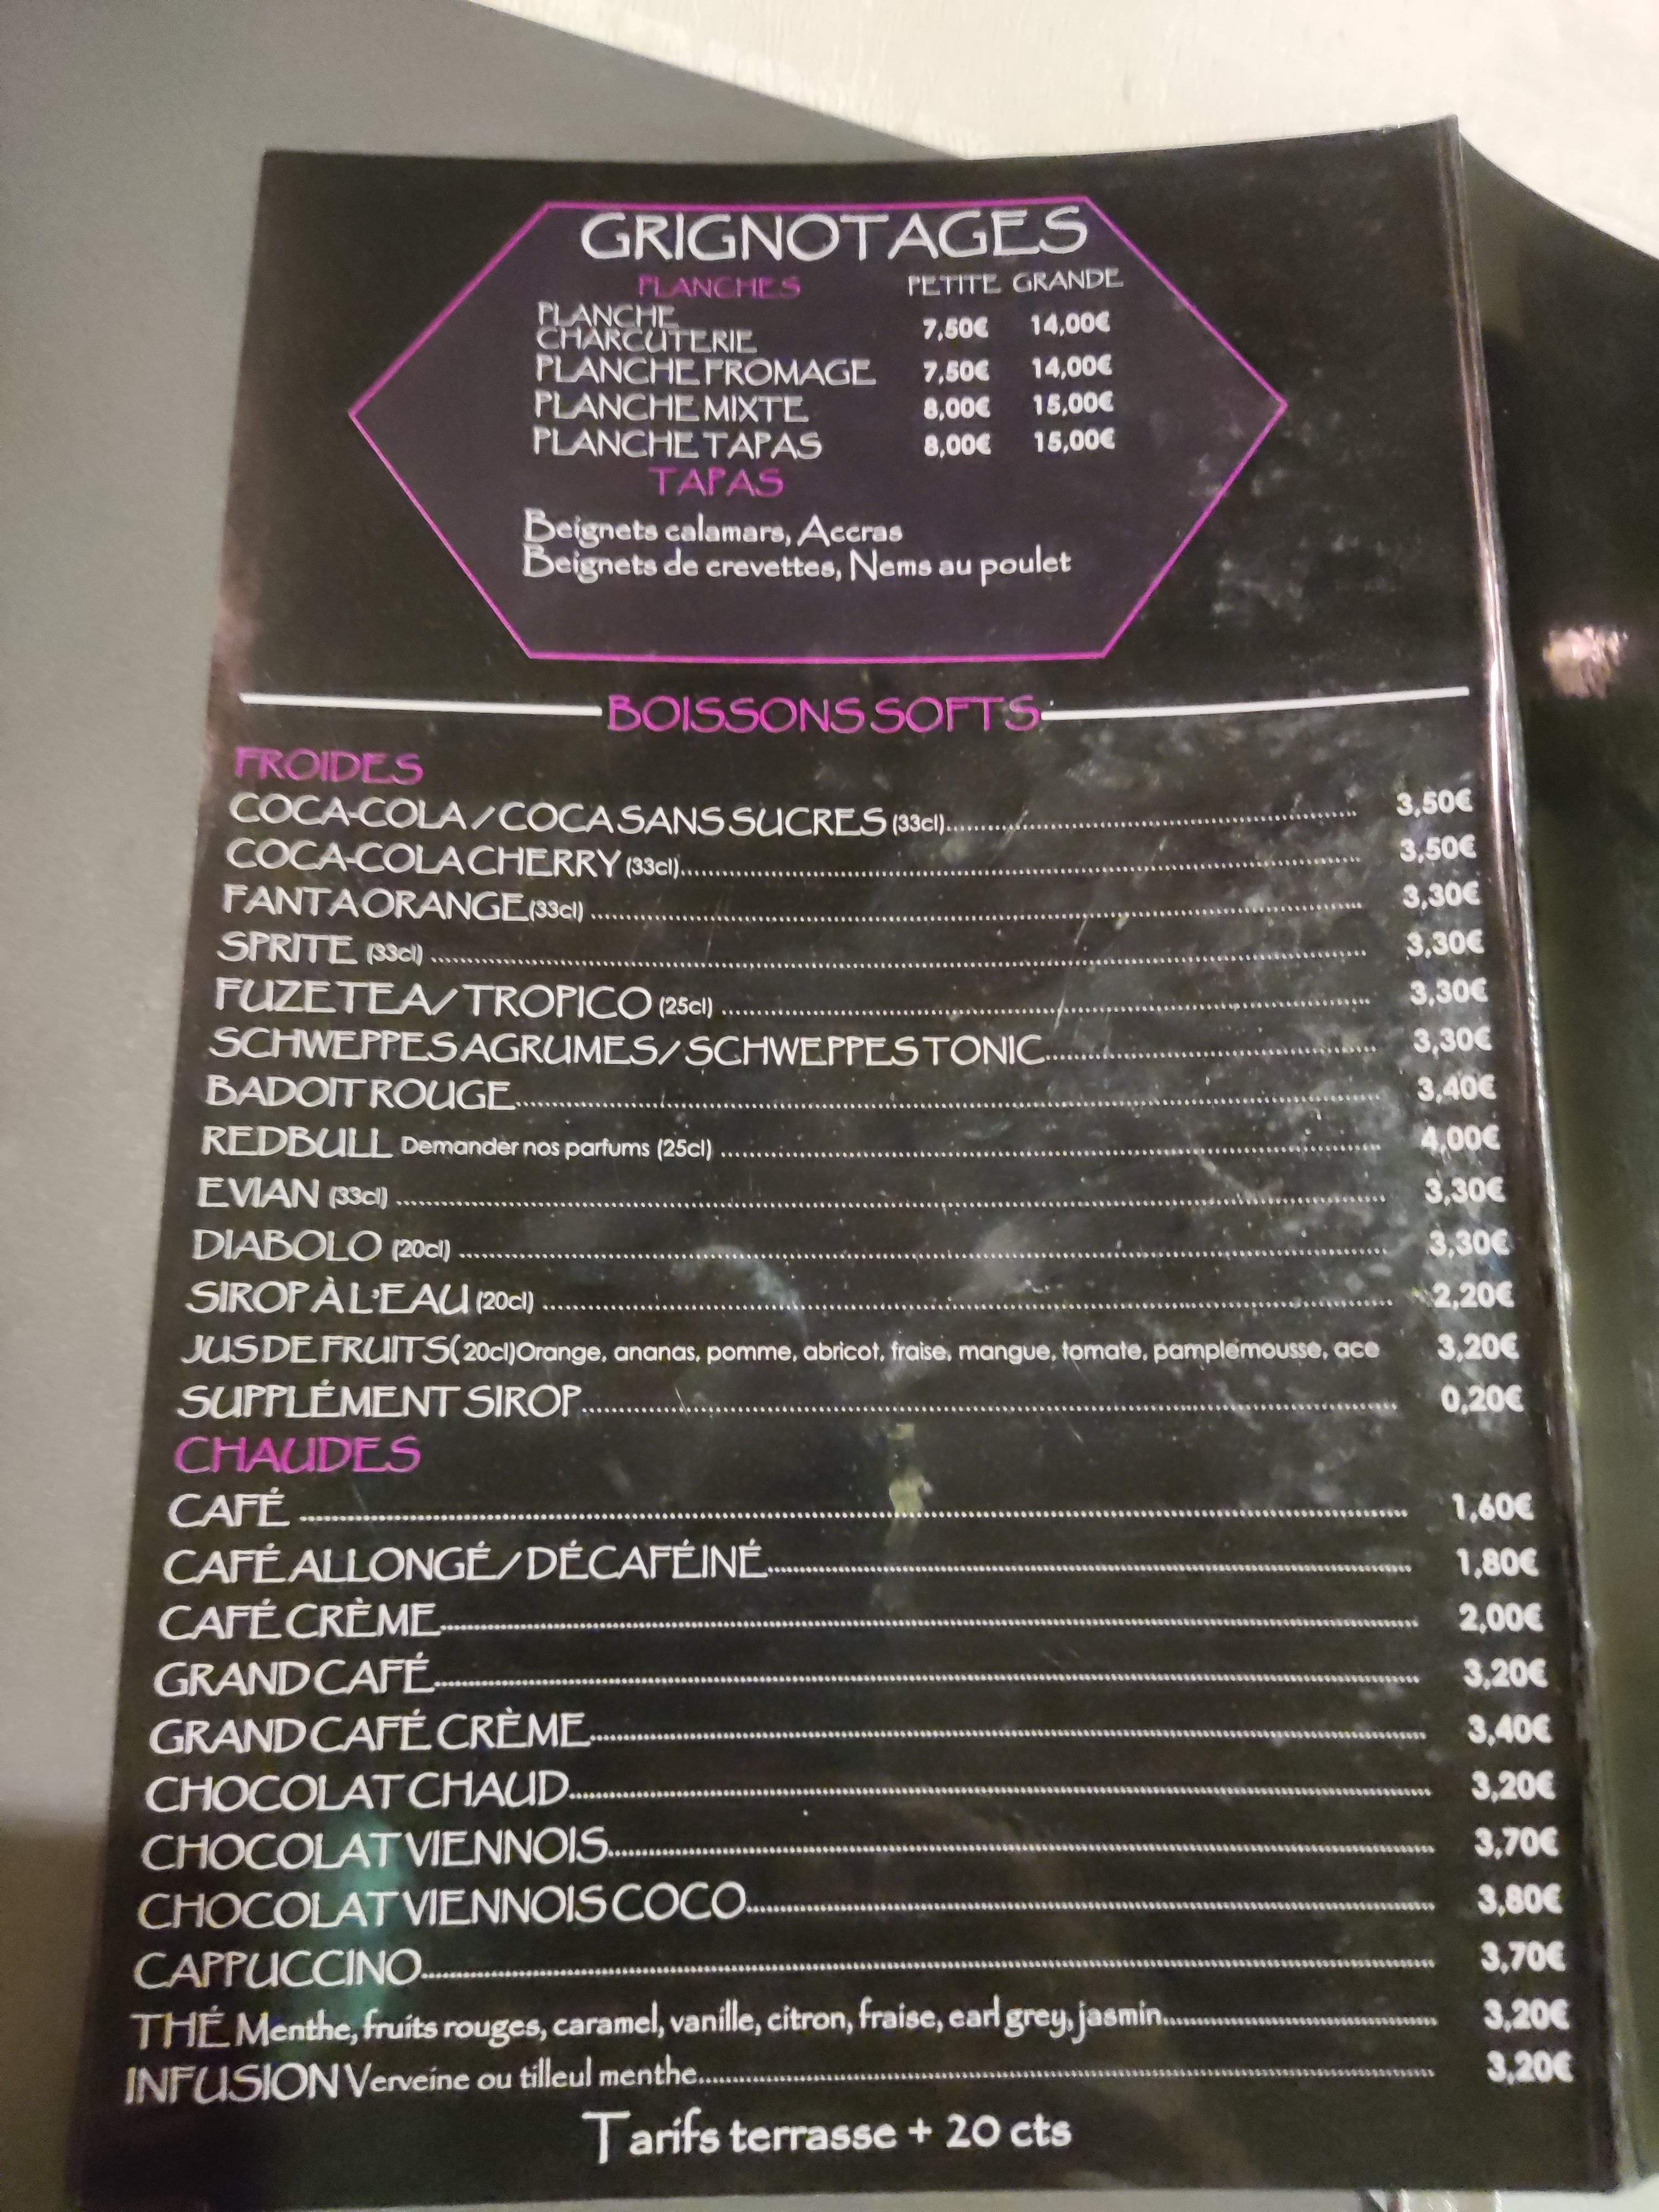 GRIGNOTAGES
PLANCHES PETITE GRANDE
PLANCHE
CHARCUTERIE 7,50€ 14,00€
PLANCHE FROMAGE 7,50€ 14,00€
PLANCHE MIXTE 8,00€ 15,00€
PLANCHE TAPAS 8,00€ 15,00€
TAPAS
Beignets calamars, Accras
Beignets de crevettes, Nems au poulet
BOISSONS SOFTS
FROIDES
COCA-COLA / COCA SANS SUCRES (33cl) 3,50€
COCA-COLA CHERRY (33cl) 3,50€
FANTA ORANGE (33cl) 3,30€
SPRITE (33cl) 3,30€
FUZE TEA / TROPICO (25cl) 3,30€
SCHWEPPES AGRUMES / SCHWEPPES TONIC 3,30€
BADOIT ROUGE 3,40€
REDBULL Demander nos parfums (25cl) 4,00€
EVIAN (33cl) 3,30€
DIABOLO (20cl) 3,30€
SIROP À L'EAU (20cl) 2,20€
JUS DE FRUITS (20cl) Orange, ananas, pomme, abricot, fraise, mangue, tomate, pamplemousse, ace 3,20€
SUPPLÉMENT SIROP 0,20€
CHAUDES
CAFÉ 1,60€
CAFÉ ALLONGÉ / DÉCAFÉINÉ 1,80€
CAFÉ CRÈME 2,00€
GRAND CAFÉ 3,20€
GRAND CAFÉ CRÈME 3,40€
CHOCOLAT CHAUD 3,20€
CHOCOLAT VIENNOIS 3,70€
CHOCOLAT VIENNOIS COCO 3,80€
CAPPUCCINO 3,70€
THÉ Menthe, fruits rouges, caramel, vanille, citron, fraise, earl grey, jasmin 3,20€
INFUSION Verveine ou tilleul menthe 3,20€
Tarifs terrasse + 20 cts